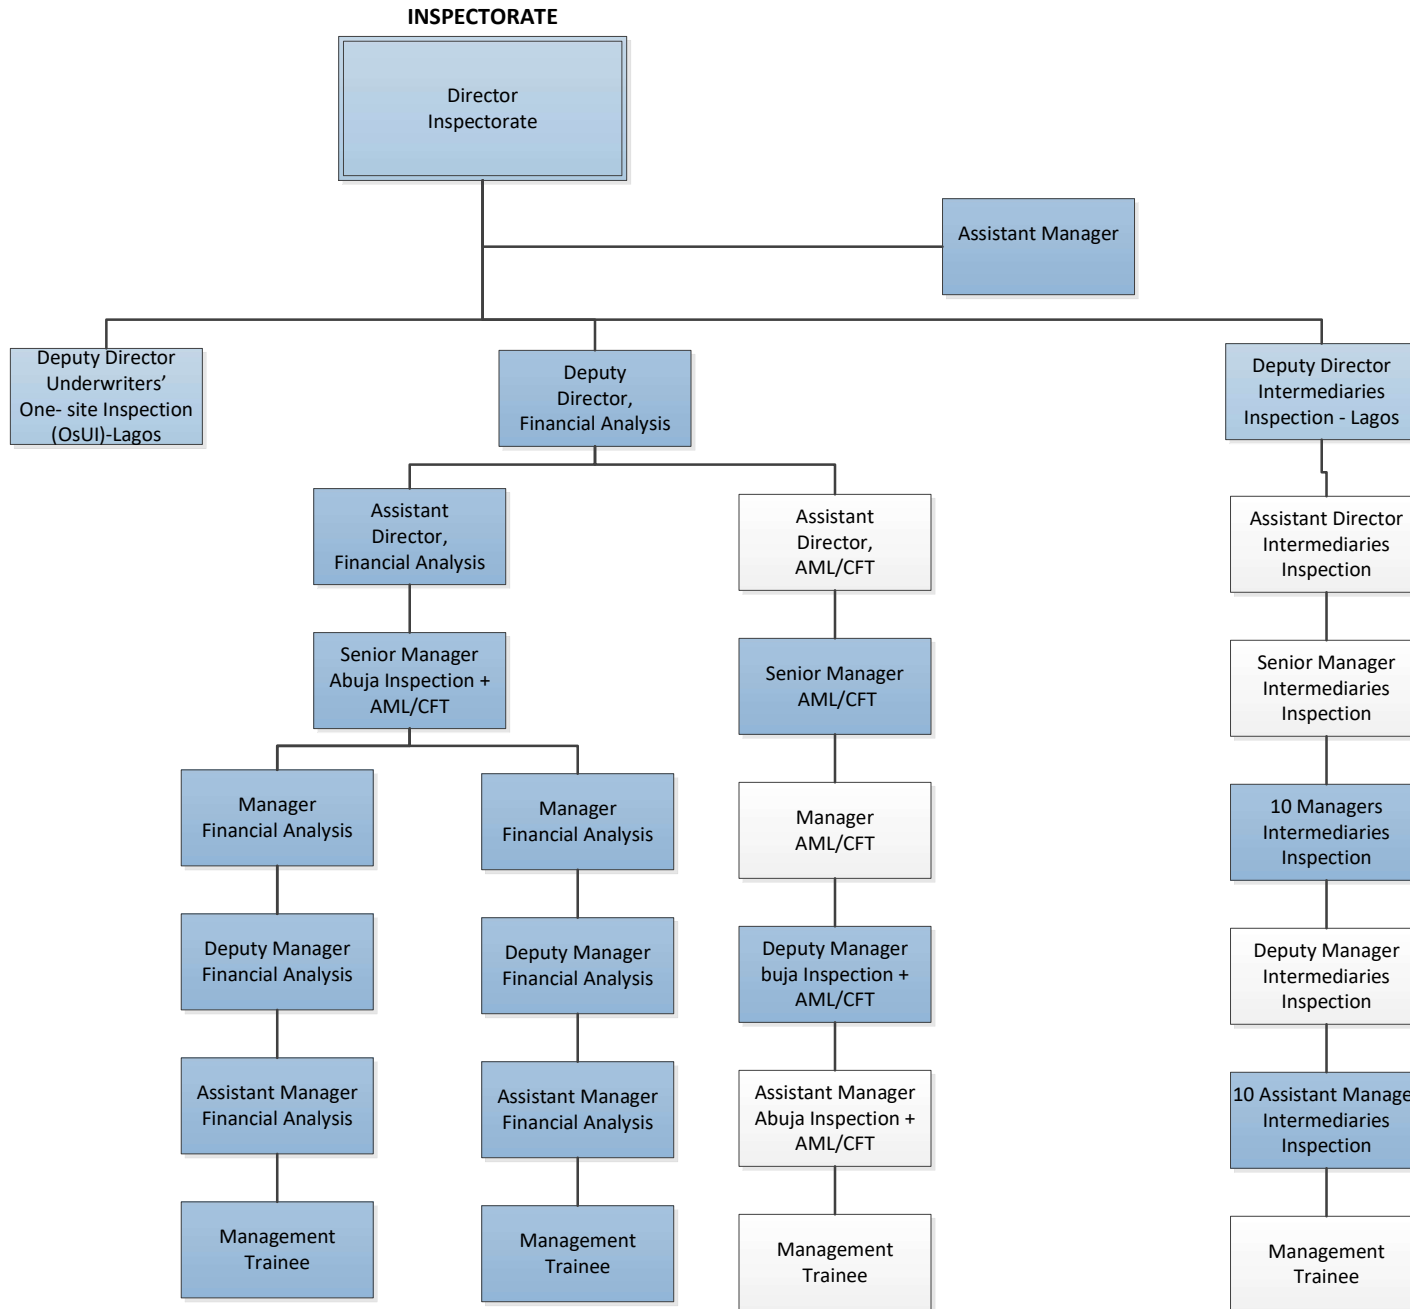 INSPECTORATE
Director
Inspectorate
Assistant Manager
Deputy Director
Underwriters’
One- site Inspection
(OsUI)-Lagos
Deputy
Director,
Financial Analysis
Deputy Director
Intermediaries
Inspection - Lagos
Assistant
Director,
Financial Analysis
Assistant
Director,
AML/CFT
Assistant Director
Intermediaries
Inspection
Senior Manager
Abuja Inspection +
AML/CFT
Senior Manager
AML/CFT
Senior Manager
Intermediaries
Inspection
Manager
Financial Analysis
Manager
Financial Analysis
Manager
AML/CFT
10 Managers
Intermediaries
Inspection
Deputy Manager
Financial Analysis
Deputy Manager
Financial Analysis
Deputy Manager
buja Inspection +
AML/CFT
Deputy Manager
Intermediaries
Inspection
Assistant Manager
Financial Analysis
Assistant Manager
Financial Analysis
Assistant Manager
Abuja Inspection +
AML/CFT
10 Assistant Manage
Intermediaries
Inspection
Management
Trainee
Management
Trainee
Management
Trainee
Management
Trainee